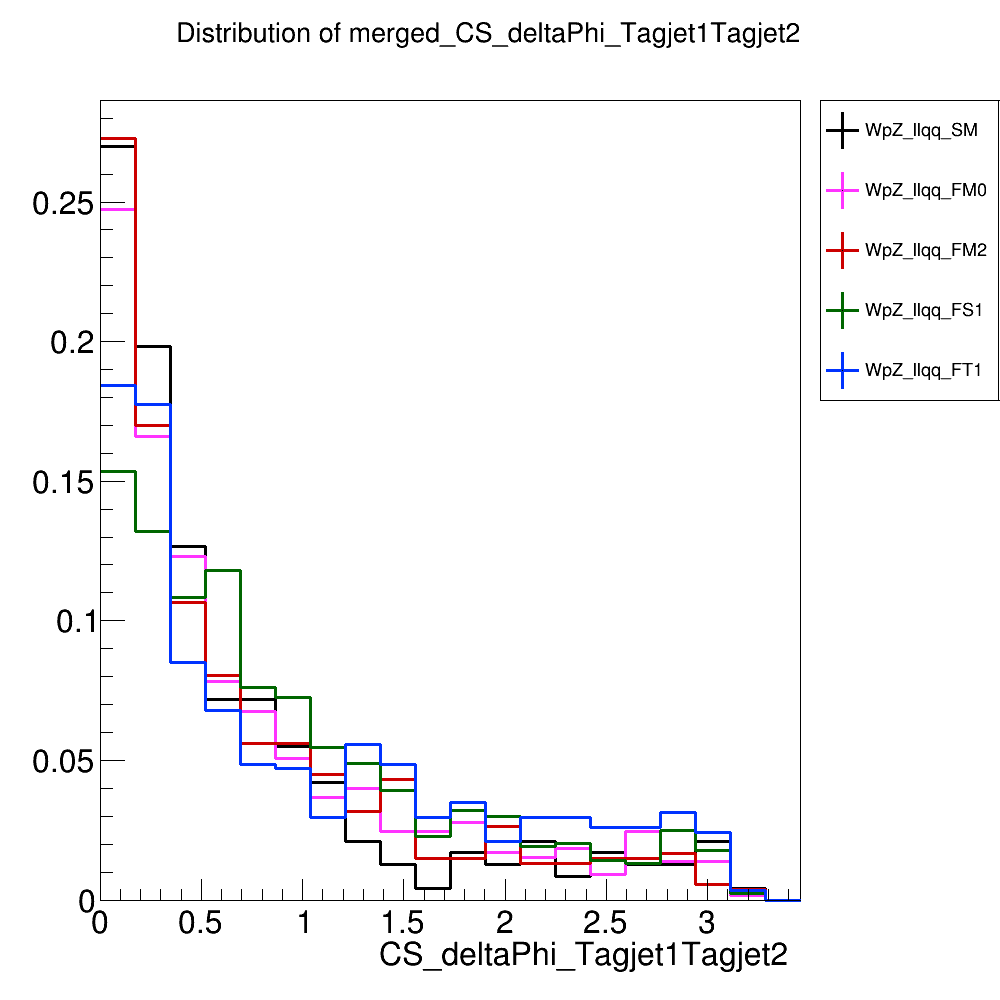 Distribution of merged_CS_deltaPhi_Tagjet1Tagjet2
WpZ_llqq_SM
WpZ_llqq_FM0
WpZ_llqq_FM2
WpZ_llqq_FS1
WpZ_llqq_FT1
0.25
0.2
0.15
0.1
0.05
0
0 0.5 1 1.5 2 2.5 3
CS_deltaPhi_Tagjet1Tagjet2